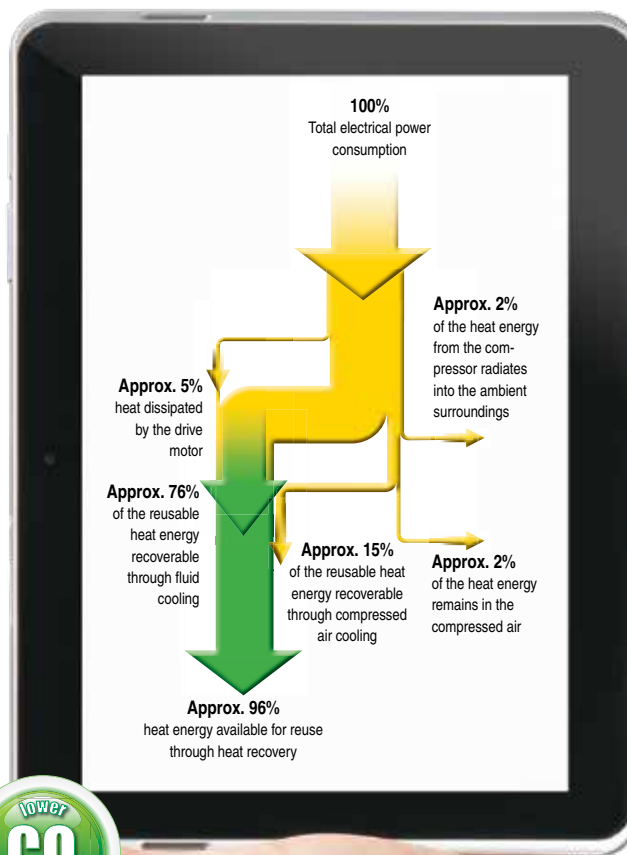 100%
Total electrical power
consumption
Approx. 2%
of the heat energy
from the com-
pressor radiates
into the ambient
surroundings
Approx. 5%
heat dissipated
by the drive
motor
Approx. 76%
of the reusable
heat energy
recoverable
through fluid
cooling
Approx. 15%
of the reusable heat
energy recoverable
through compressed
air cooling
Approx. 2%
of the heat energy
remains in the
compressed air
Approx. 96%
heat energy available for reuse
through heat recovery
lower